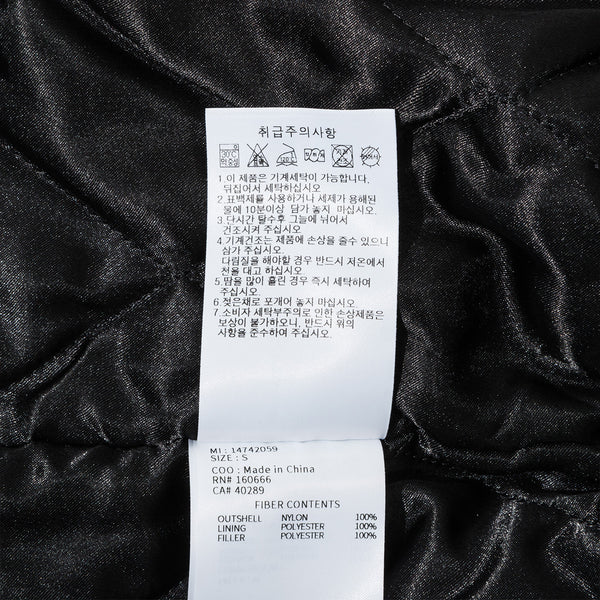 취급주의사항
30℃
중성
1.이 제품은 기계세탁이 가능합니다.
뒤집어서 세탁하십시오
2.표백제를 사용하거나 세제가 용해된
물에 10분이상 담가 놓지 마십시오.
3.단시간 탈수후 그늘에 뉘어서
건조시켜 주십시오
4.기계건조는 제품에 손상을 줄수 있으니
삼가 주십시오.
다림질을 해야할 경우 반드시 저온에서
천을 대고 하십시오
5.땀을 많이 흘린 경우 즉시 세탁하여
주십시오.
6.젖은채로 포개어 놓지 마십시오.
7.소비자 세탁부주의로 인한 손상제품은
보상이 불가하오니, 반드시 위의
사항을 준수하여 주십시오.
MI : 14742059
SIZE : S
COO : Made in China
RN# 160666
CA# 40289
FIBER CONTENTS
OUTSHELL NYLON 100%
LINING POLYESTER 100%
FILLER POLYESTER 100%